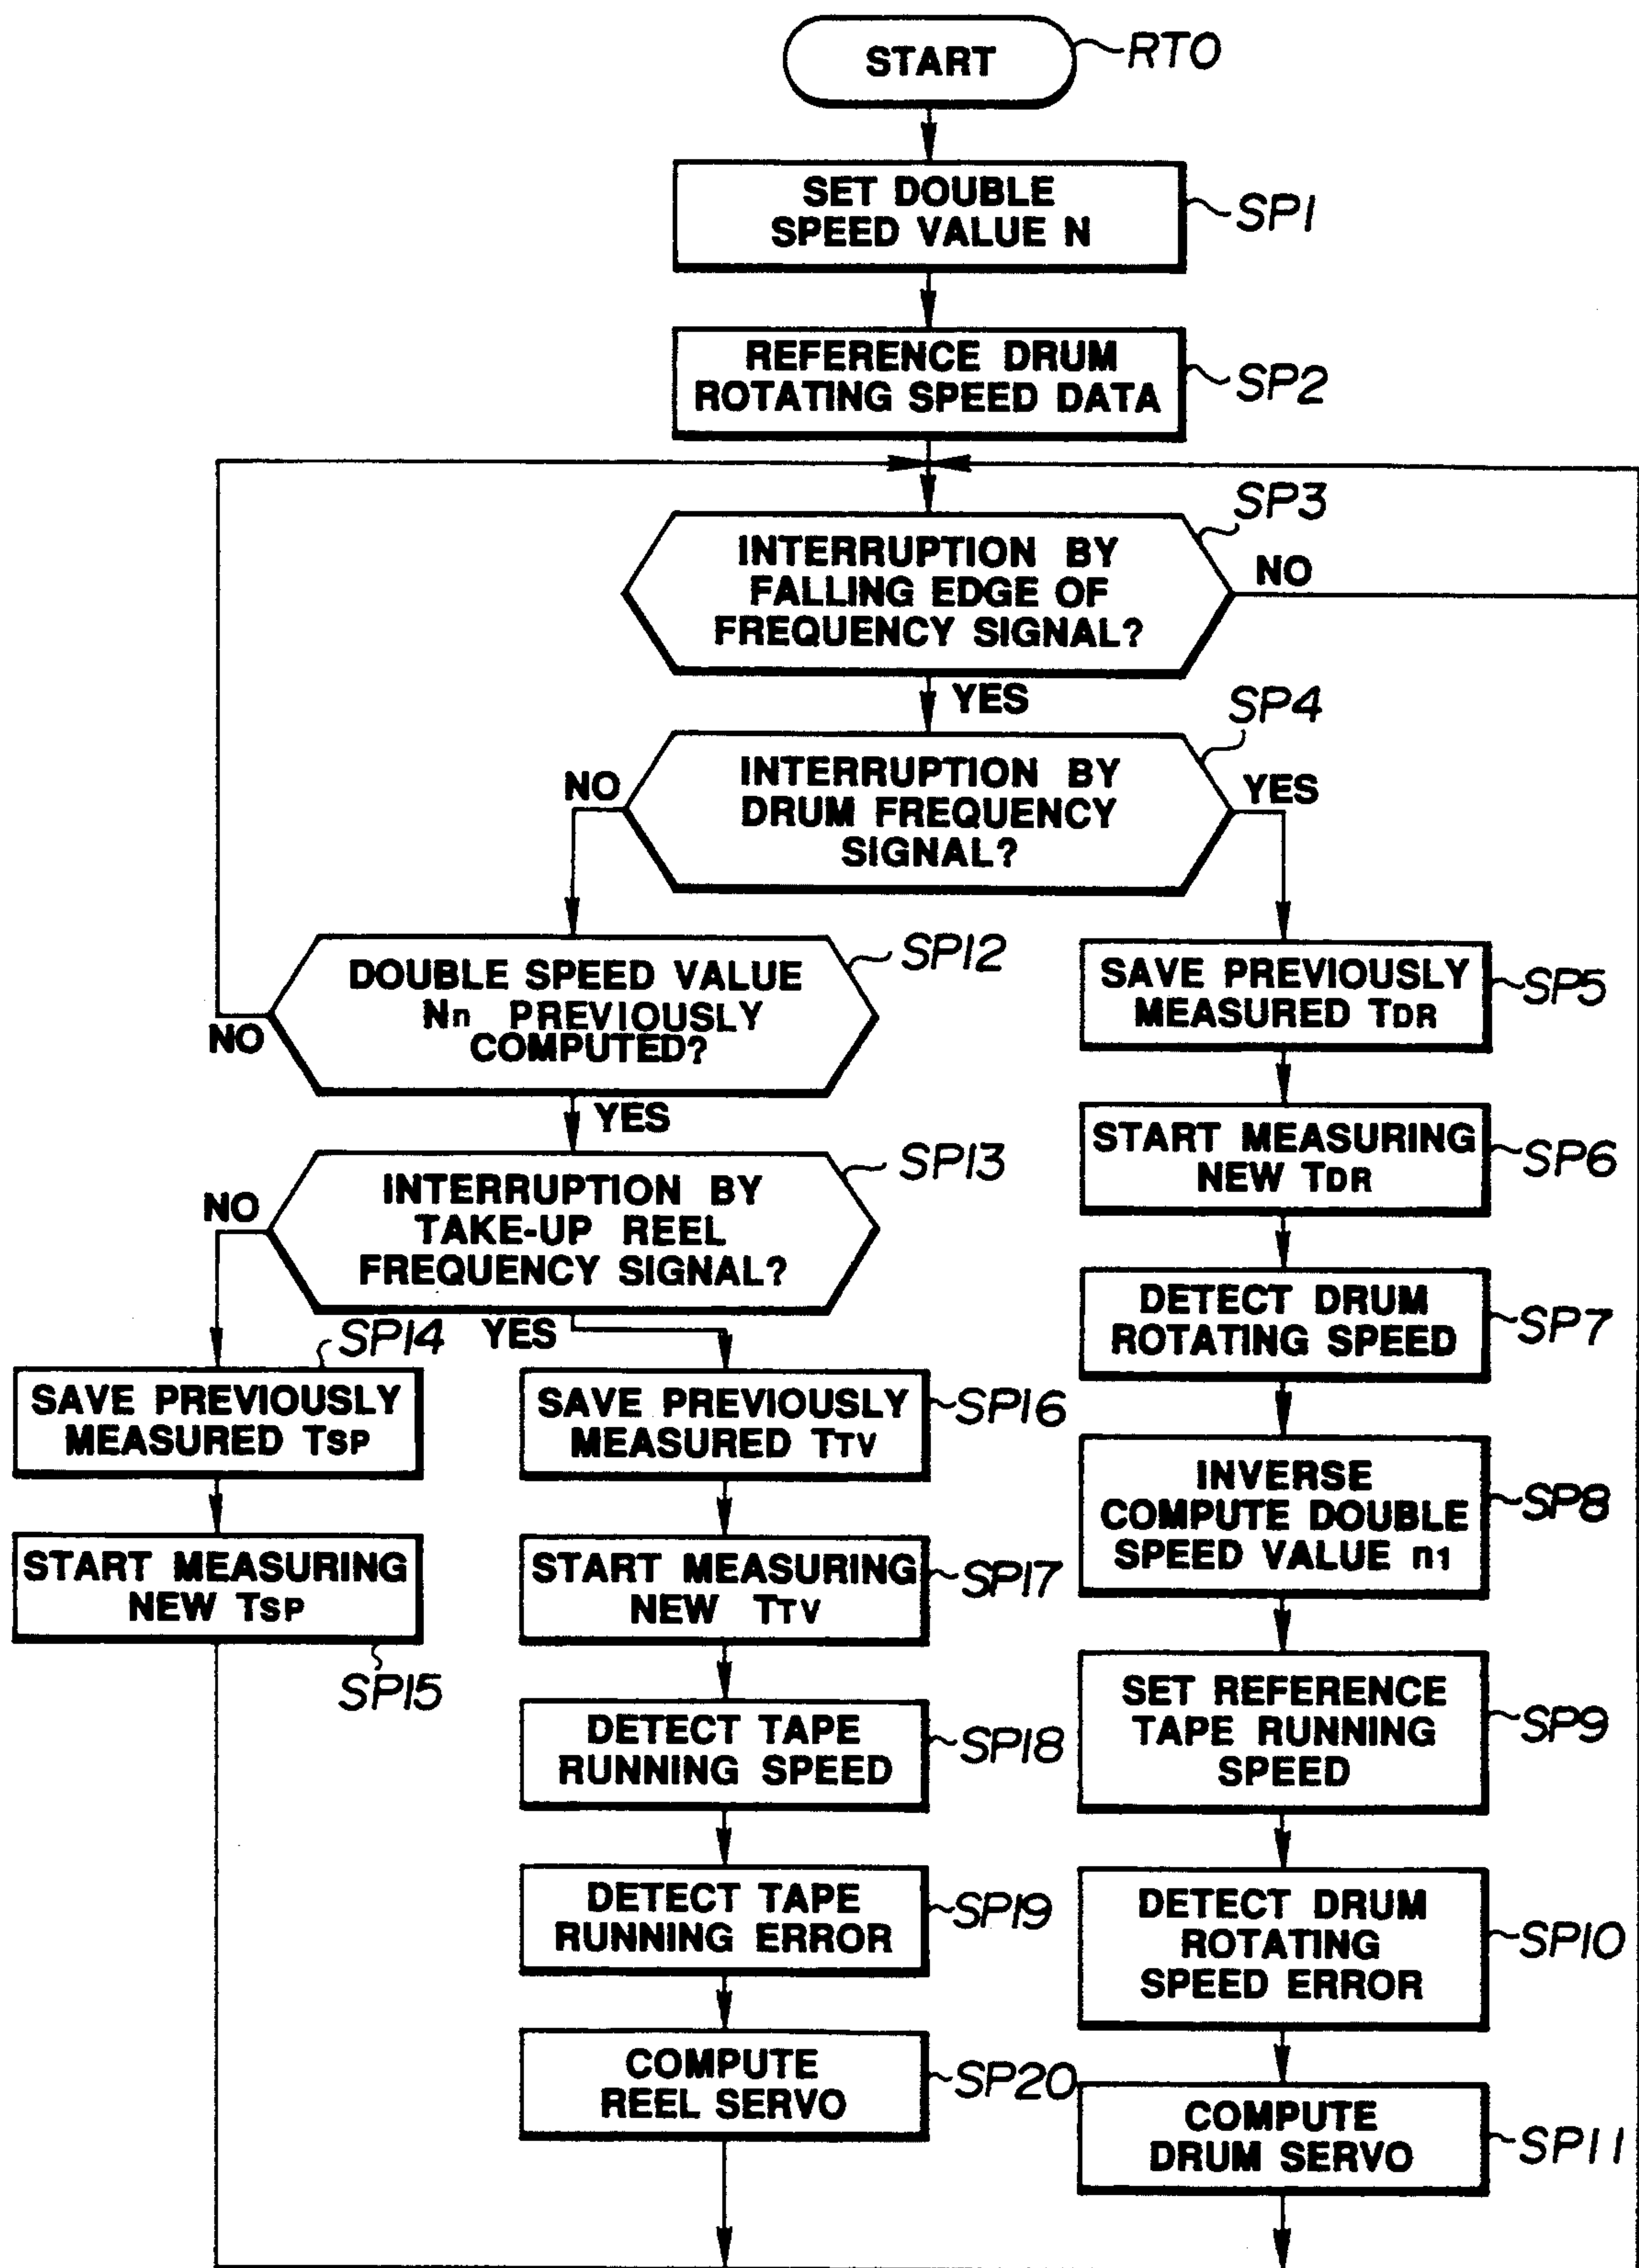 START
RT0
SET DOUBLE
SPEED VALUE N
SP1
REFERENCE DRUM
ROTATING SPEED DATA
SP2
SP3
INTERRUPTION BY
FALLING EDGE OF
FREQUENCY SIGNAL?
NO
YES
SP4
INTERRUPTION BY
DRUM FREQUENCY
SIGNAL?
NO
YES
SP12
DOUBLE SPEED VALUE
Nn PREVIOUSLY
COMPUTED?
NO
YES
SAVE PREVIOUSLY
MEASURED TDR
SP5
START MEASURING
NEW TDR
SP6
SP13
INTERRUPTION BY
TAKE-UP REEL
FREQUENCY SIGNAL?
NO
YES
DETECT DRUM
ROTATING SPEED
SP7
SP14
SAVE PREVIOUSLY
MEASURED TSP
SAVE PREVIOUSLY
MEASURED TTV
SP16
INVERSE
COMPUTE DOUBLE
SPEED VALUE n1
SP8
START MEASURING
NEW TSP
SP15
START MEASURING
NEW TTV
SP17
SET REFERENCE
TAPE RUNNING
SPEED
SP9
DETECT TAPE
RUNNING SPEED
SP18
DETECT TAPE
RUNNING ERROR
SP19
DETECT DRUM
ROTATING
SPEED ERROR
SP10
COMPUTE
REEL SERVO
SP20
COMPUTE
DRUM SERVO
SP11